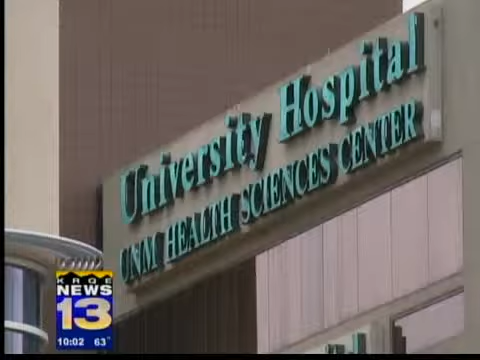 University Hospital
UNM HEALTH SCIENCES CENTER
KRQE
NEWS
13
10:02 63°